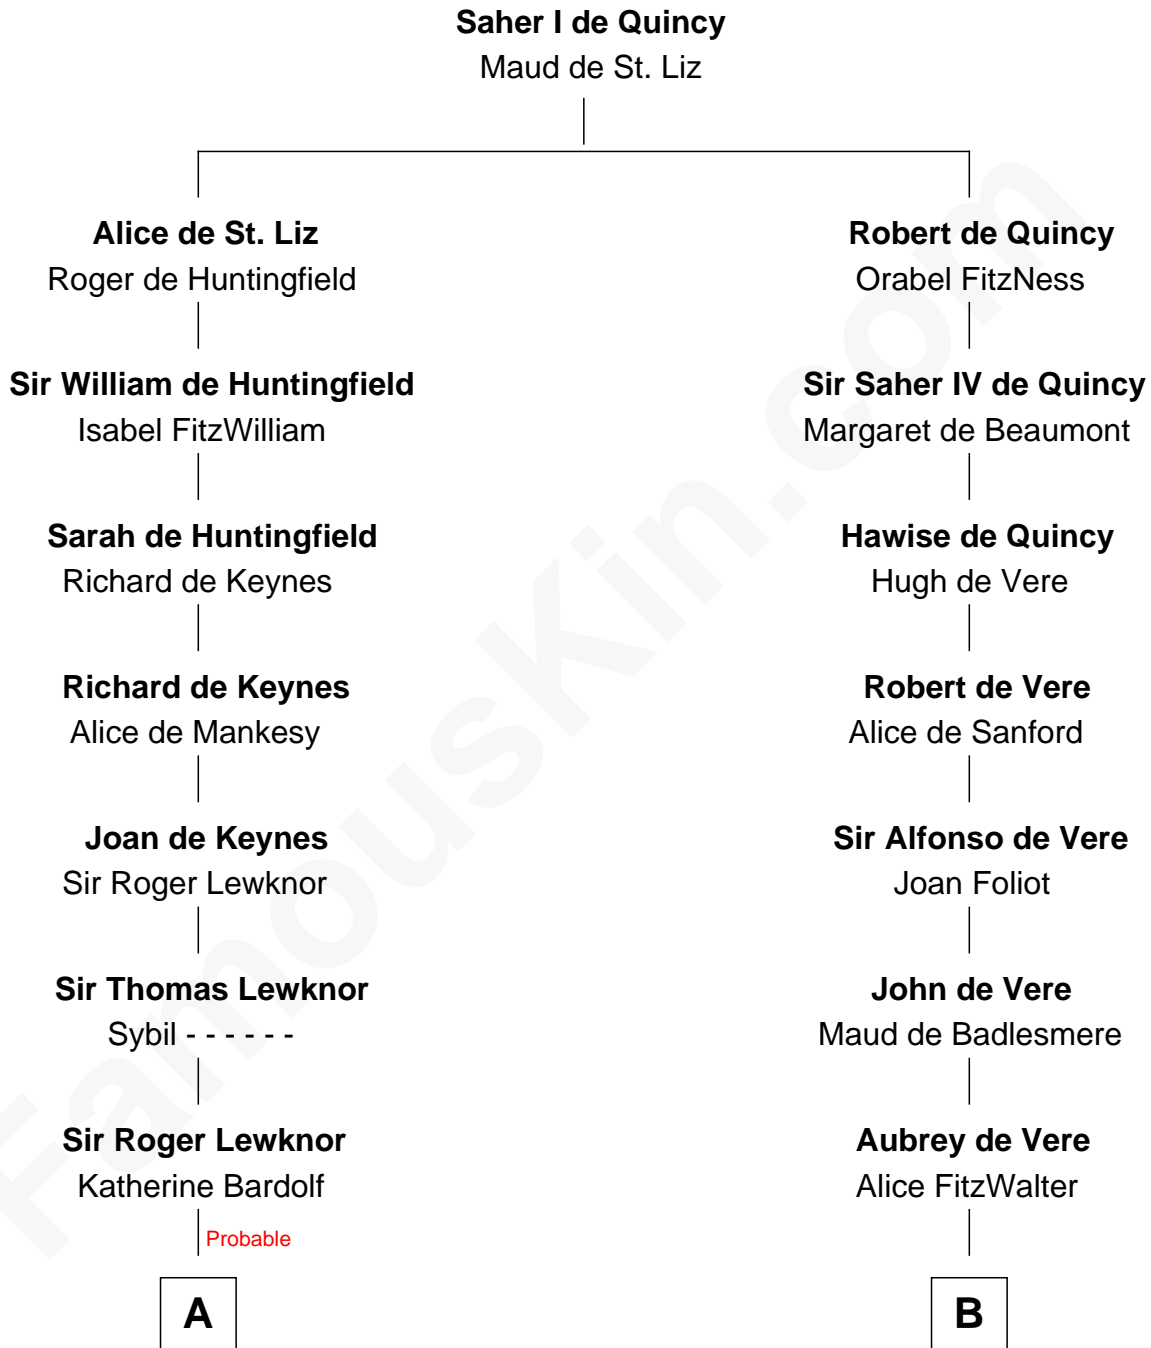 Saher I de Quincy
Maud de St. Liz
Alice de St. Liz
Roger de Huntingfield
Sir William de Huntingfield
Isabel FitzWilliam
Sarah de Huntingfield
Richard de Keynes
Richard de Keynes
Alice de Mankesy
Joan de Keynes
Sir Roger Lewknor
Sir Thomas Lewknor
Sybil - - - - - -
Sir Roger Lewknor
Katherine Bardolf
Probable
A
Robert de Quincy
Orabel FitzNess
Sir Saher IV de Quincy
Margaret de Beaumont
Hawise de Quincy
Hugh de Vere
Robert de Vere
Alice de Sanford
Sir Alfonso de Vere
Joan Foliot
John de Vere
Maud de Badlesmere
Aubrey de Vere
Alice FitzWalter
B
FamousKin.com